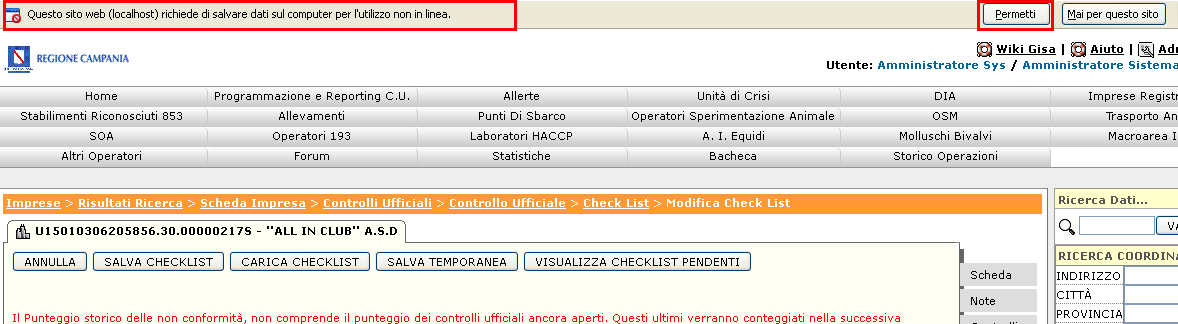 Questo sito web (localhost) richiede di salvare dati sul computer per l'utilizzo non in linea.
Permetti
Mai per questo sito
REGIONE CAMPANIA
Wiki Gisa | Aiuto |
Utente: Amministratore Sys / Amministratore Sistema
Home Programmazione e Reporting C.U. Allerte Unità di Crisi DIA Imprese Registr
Stabilimenti Riconosciuti 853 Allevamenti Punti Di Sbarco Operatori Sperimentazione Animale OSM Trasporto An
SOA Operatori 193 Laboratori HACCP A. I. Equidi Molluschi Bivalvi Macroarea I
Altri Operatori Forum Statistiche Bacheca Storico Operazioni
Imprese > Risultati Ricerca > Scheda Impresa > Controlli Ufficiali > Controllo Ufficiale > Check List > Modifica Check List
Ricerca Dati...
U15010306205856.30.00000217S - "ALL IN CLUB" A.S.D
VA
ANNULLA SALVA CHECKLIST CARICA CHECKLIST SALVA TEMPORANEA VISUALIZZA CHECKLIST PENDENTI
RICERCA COORDINA
Scheda
INDIRIZZO
Note
CITTÀ
PROVINCIA
Il Punteggio storico delle non conformità, non comprende il punteggio dei controlli ufficiali ancora aperti. Questi ultimi verranno conteggiati nella successiva